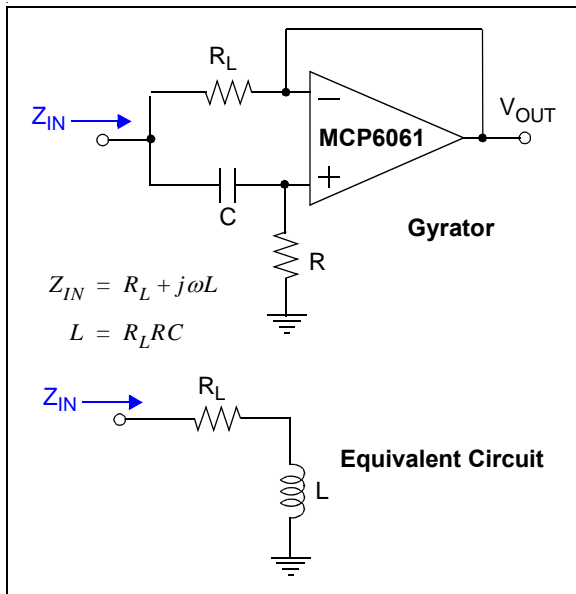 R_L
Z_IN
V_OUT
−
MCP6061
+
C
Gyrator
R
Z_IN = R_L + jωL
L = R_L RC
Z_IN
R_L
Equivalent Circuit
L